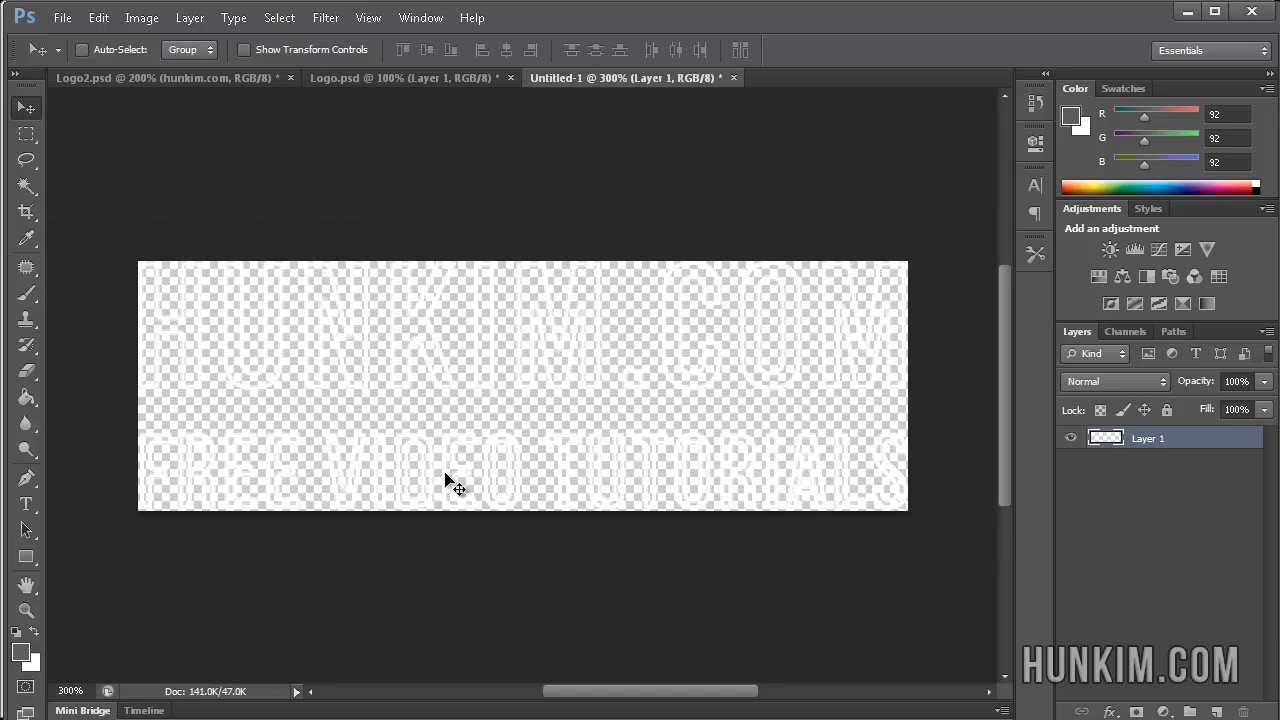 Ps File Edit Image Layer Type Select Filter View Window Help
Auto-Select: Group Show Transform Controls Essentials
Logo2.psd @ 200% (hunkim.com, RGB/8) * × Logo.psd @ 100% (Layer 1, RGB/8) * × Untitled-1 @ 300% (Layer 1, RGB/8) * ×
Color Swatches
R 92
G 92
B 92
Adjustments Styles
Add an adjustment
HUNKIM.COM
FREE VIDEO TUTORIALS
Layers Channels Paths
Kind
Normal Opacity: 100%
Lock: Fill: 100%
Layer 1
HUNKIM.COM
300% Doc: 141.0K/47.0K
Mini Bridge Timeline